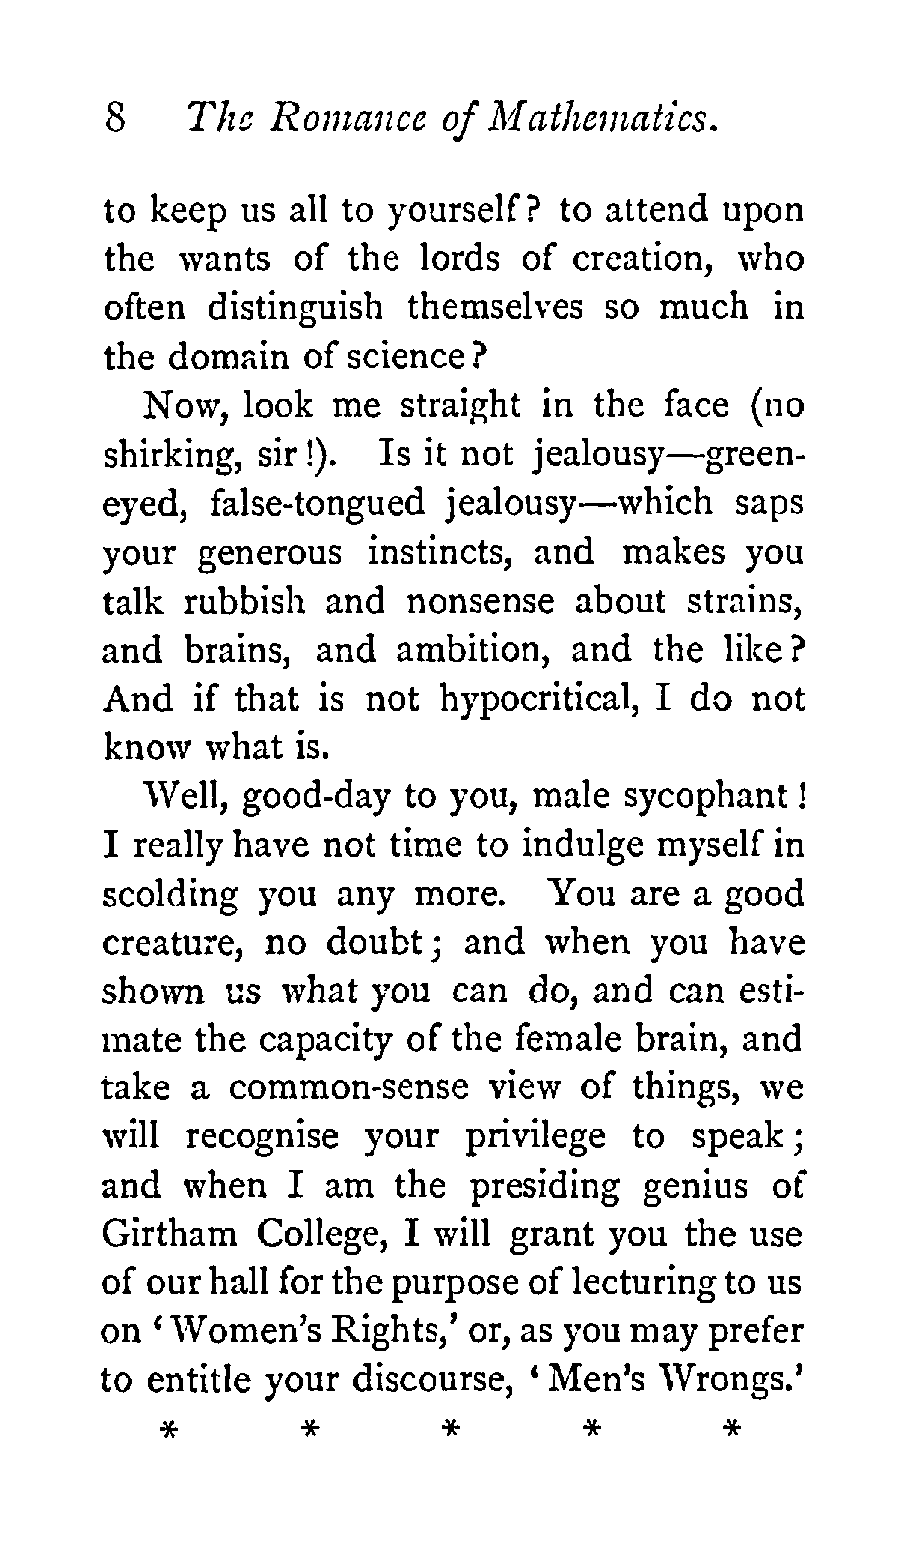 8 The Romance of Mathematics.
to keep us all to yourself? to attend upon
the wants of the lords of creation, who
often distinguish themselves so much in
the domain of science?
Now, look me straight in the face (no
shirking, sir!). Is it not jealousy—green-
eyed, false-tongued jealousy—which saps
your generous instincts, and makes you
talk rubbish and nonsense about strains,
and brains, and ambition, and the like?
And if that is not hypocritical, I do not
know what is.
Well, good-day to you, male sycophant!
I really have not time to indulge myself in
scolding you any more. You are a good
creature, no doubt; and when you have
shown us what you can do, and can esti-
mate the capacity of the female brain, and
take a common-sense view of things, we
will recognise your privilege to speak;
and when I am the presiding genius of
Girtham College, I will grant you the use
of our hall for the purpose of lecturing to us
on ‘Women's Rights,’ or, as you may prefer
to entitle your discourse, ‘Men's Wrongs.’
* * * * *